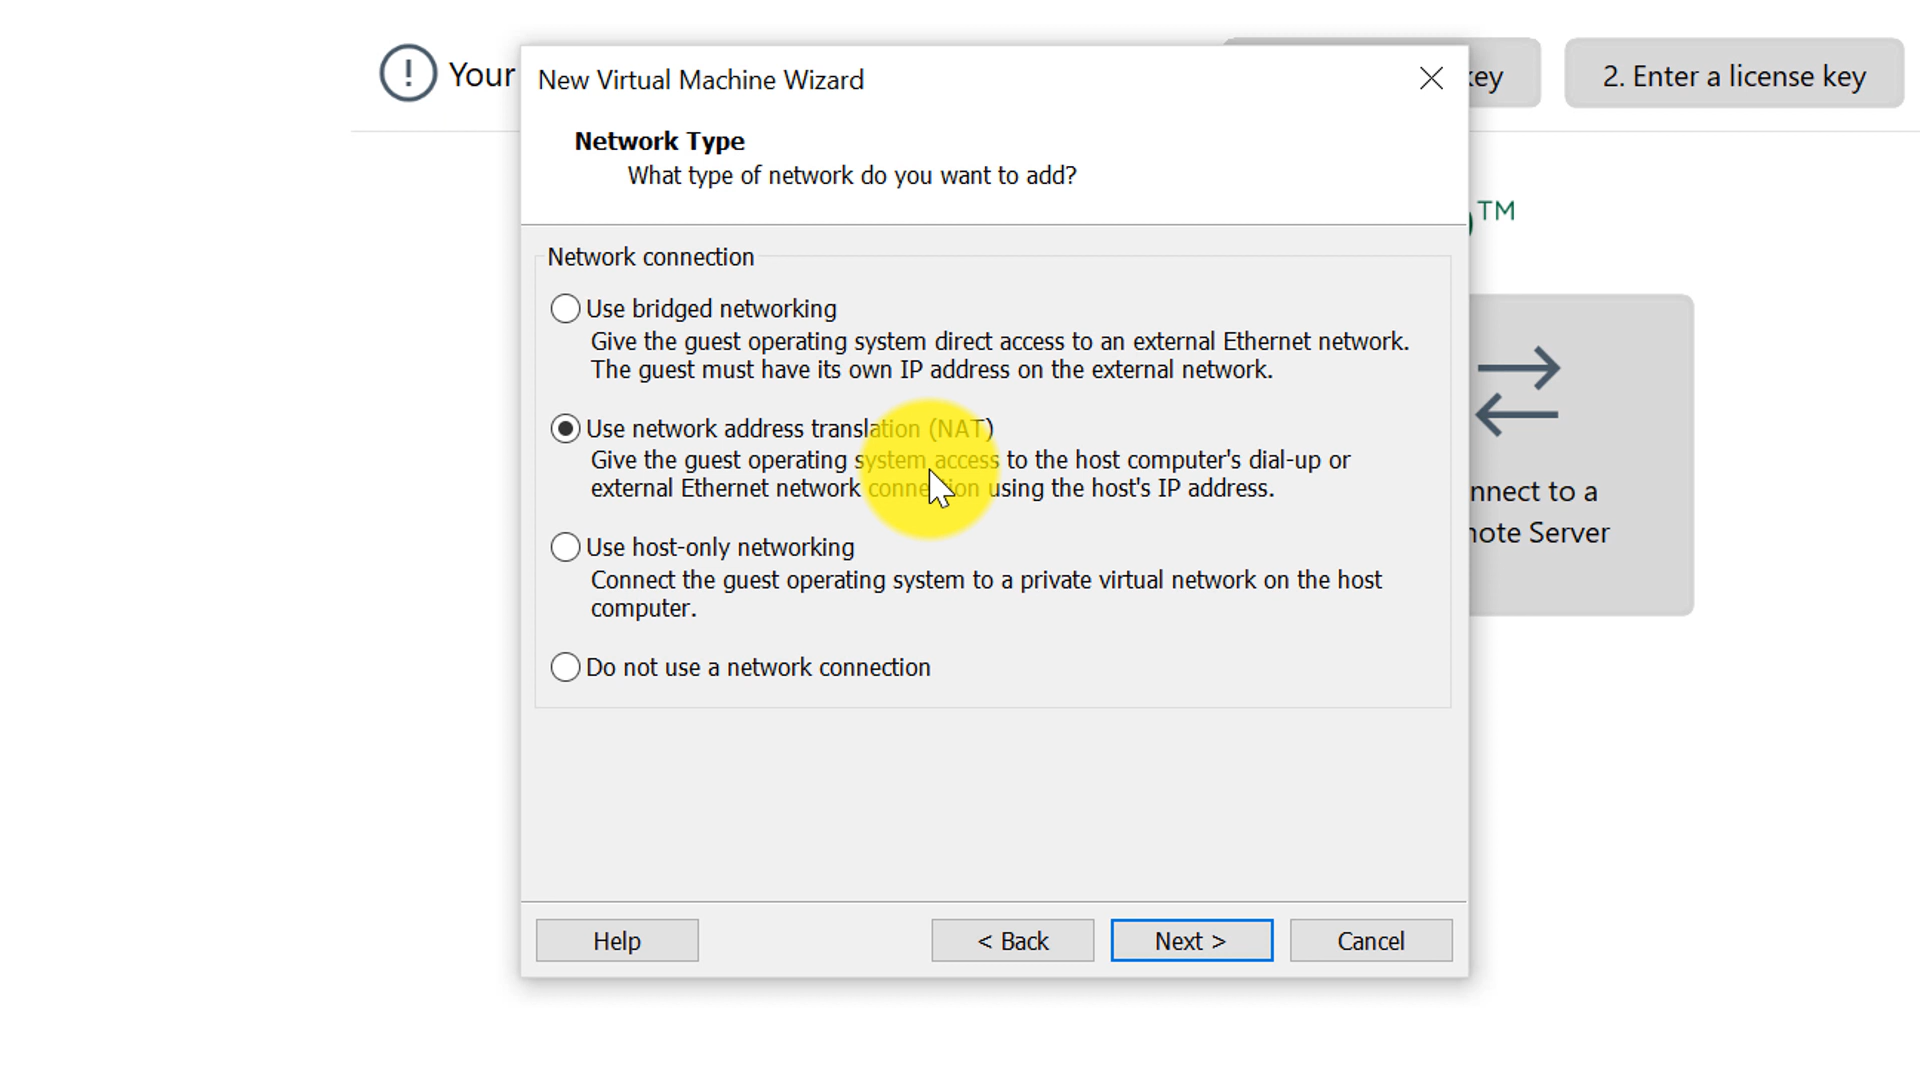 Your
New Virtual Machine Wizard
2. Enter a license key
Network Type
What type of network do you want to add?
TM
Network connection
Use bridged networking
Give the guest operating system direct access to an external Ethernet network.
The guest must have its own IP address on the external network.
Use network address translation (NAT)
Give the guest operating system access to the host computer's dial-up or
external Ethernet network connection using the host's IP address.
Use host-only networking
Connect the guest operating system to a private virtual network on the host
computer.
Do not use a network connection
nnect to a
note Server
Help
< Back
Next >
Cancel